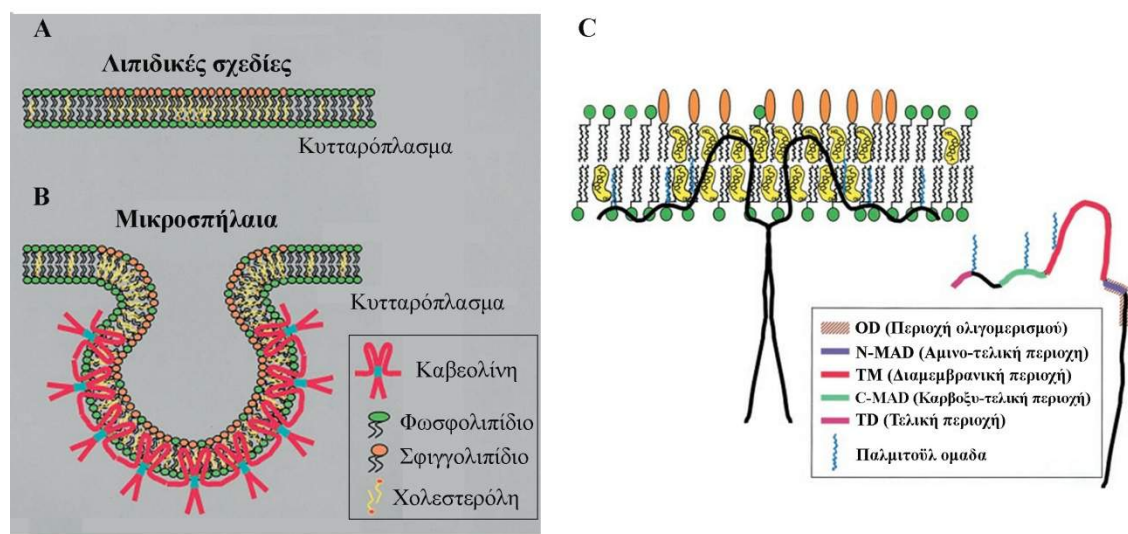 A
Λιπιδικές σχεδίες
Κυτταρόπλασμα
B
Μικροσπήλαια
Κυτταρόπλασμα
Καβεολίνη
Φωσφολιπίδιο
Σφιγγολιπίδιο
Χολεστερόλη
C
OD (Περιοχή ολιγομερισμού)
N-MAD (Αμινο-τελική περιοχη)
TM (Διαμεμβρανική περιοχή)
C-MAD (Καρβοξυ-τελική περιοχή)
TD (Τελική περιοχή)
Παλμιτοϋλ ομαδα